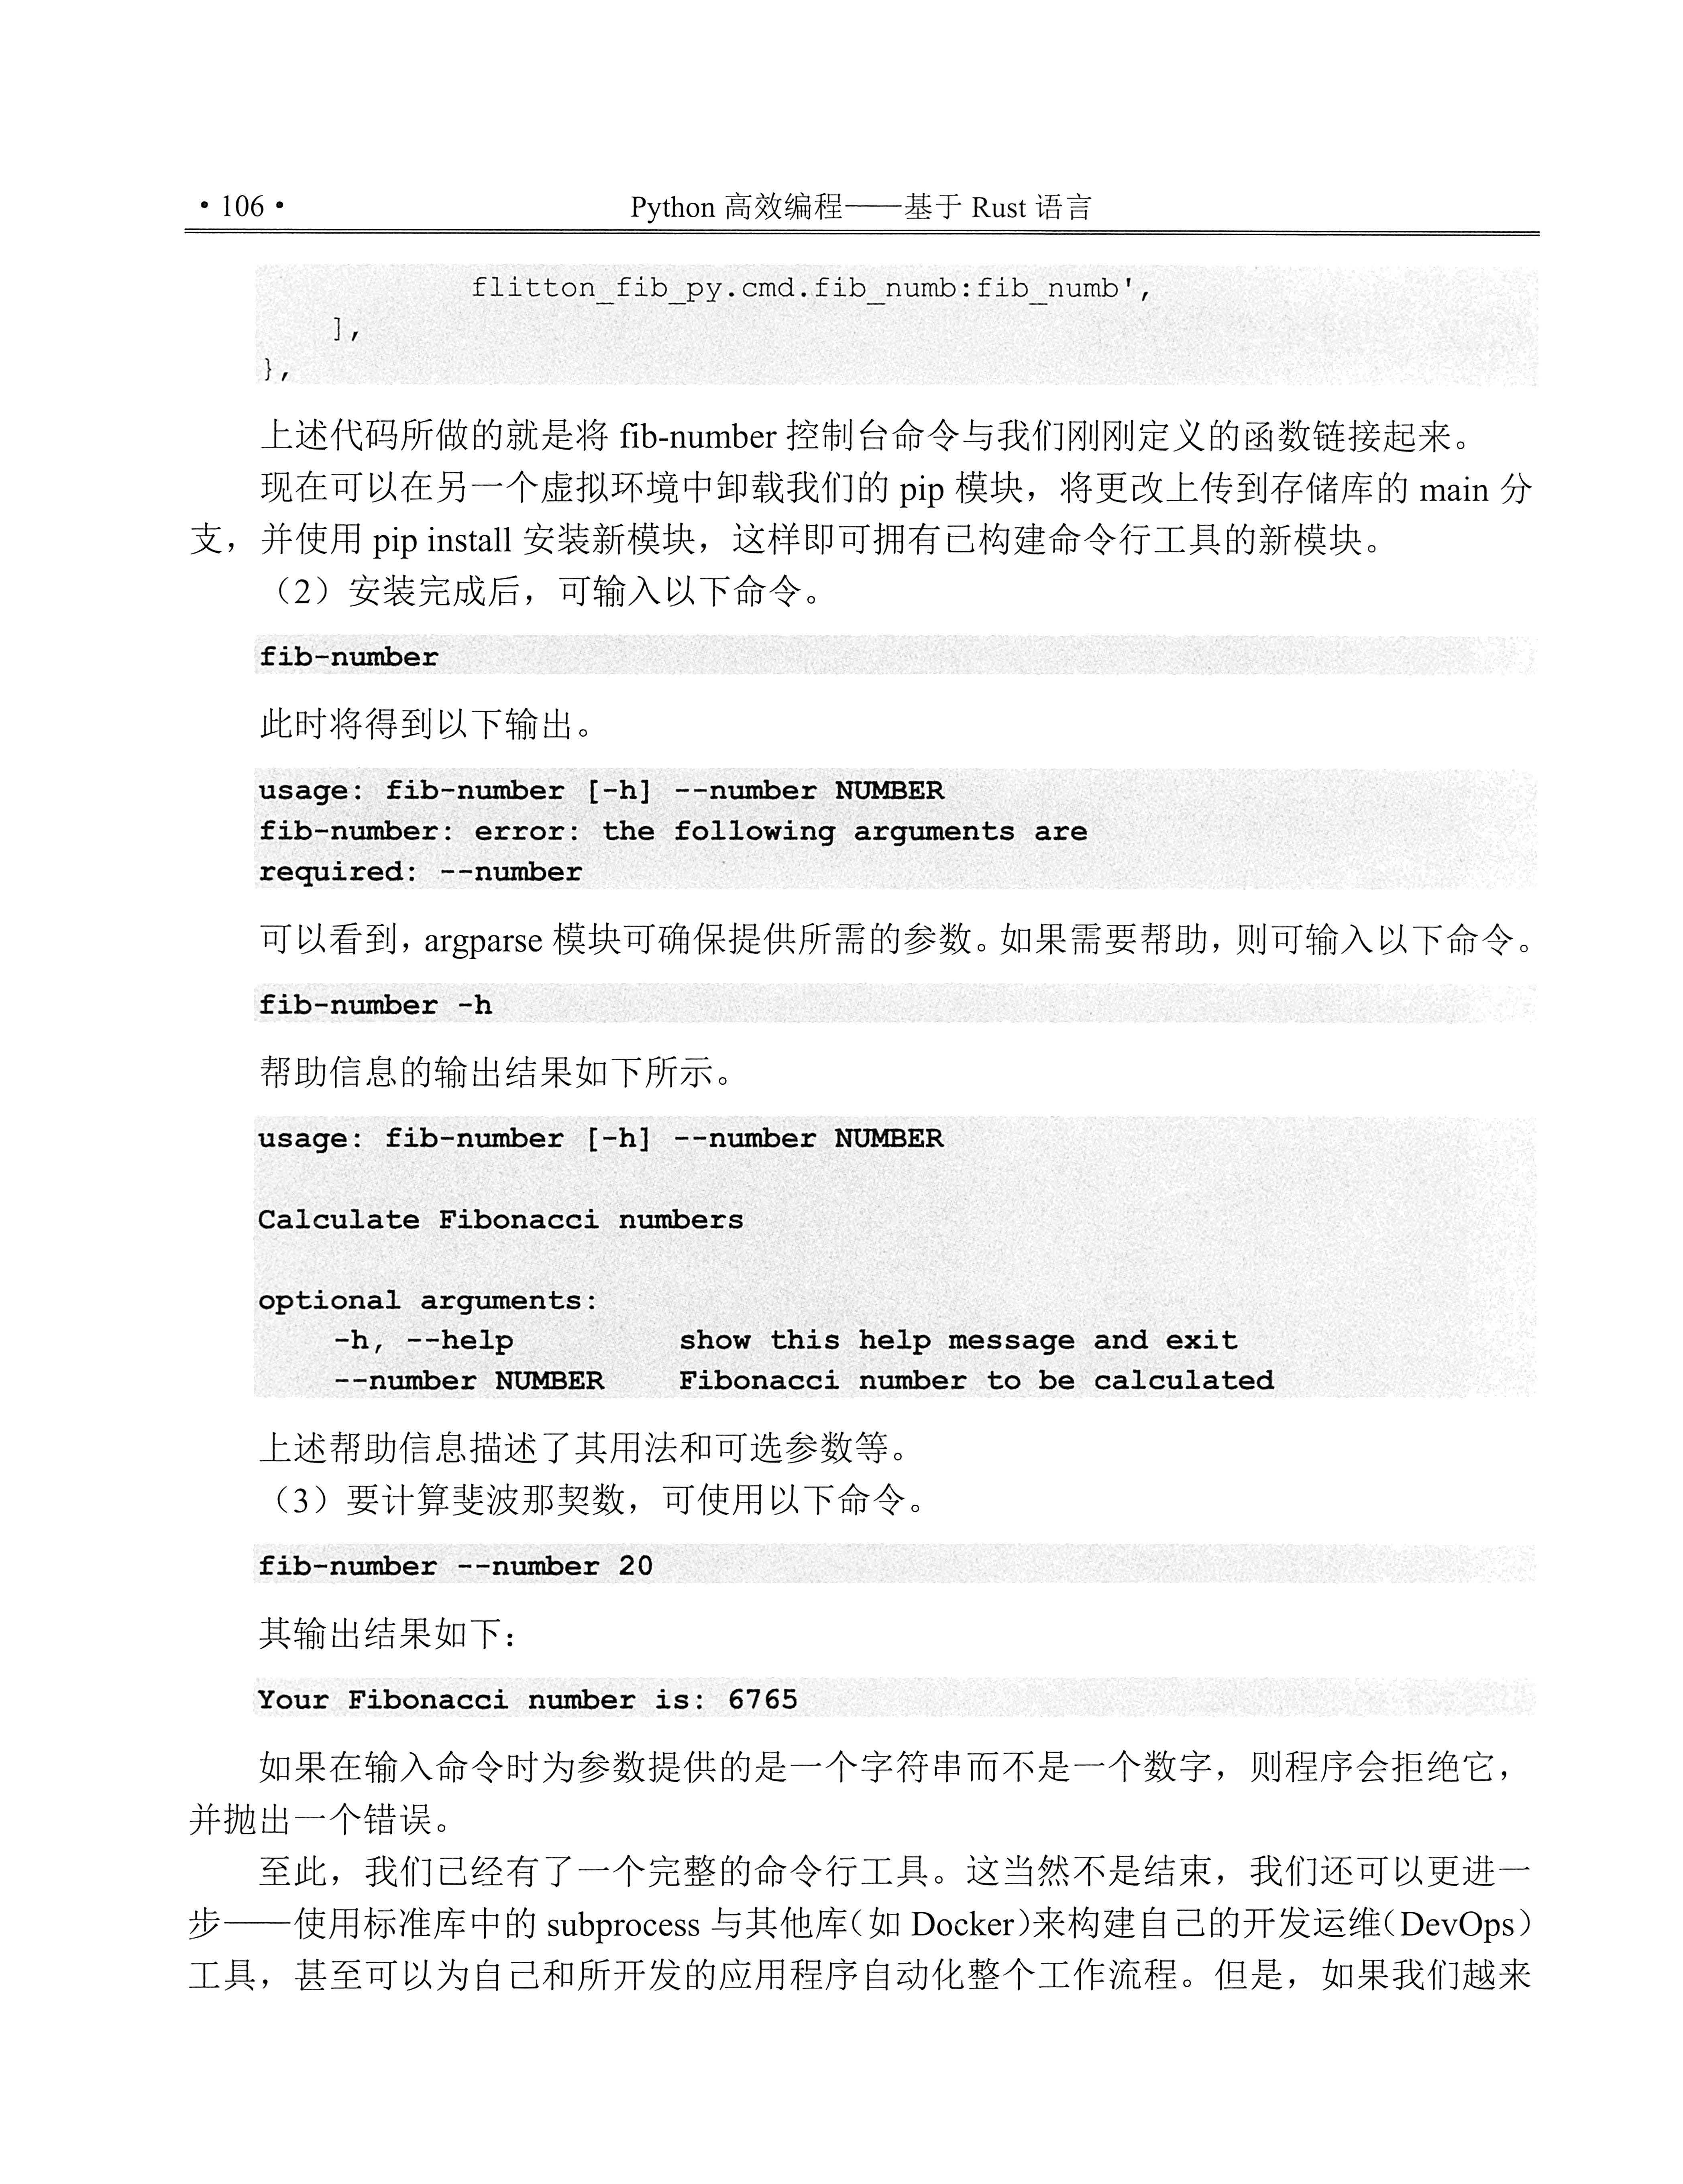 • 106 •
Python 高效编程——基于 Rust 语言
flitton_fib_py.cmd.fib_numb:fib_numb',
],
},
上述代码所做的就是将 fib-number 控制台命令与我们刚刚定义的函数链接起来。
现在可以在另一个虚拟环境中卸载我们的 pip 模块，将更改上传到存储库的 main 分
支，并使用 pip install 安装新模块，这样即可拥有已构建命令行工具的新模块。
（2）安装完成后，可输入以下命令。
fib-number
此时将得到以下输出。
usage: fib-number [-h] --number NUMBER
fib-number: error: the following arguments are
required: --number
可以看到，argparse 模块可确保提供所需的参数。如果需要帮助，则可输入以下命令。
fib-number -h
帮助信息的输出结果如下所示。
usage: fib-number [-h] --number NUMBER
Calculate Fibonacci numbers
optional arguments:
-h, --help show this help message and exit
--number NUMBER Fibonacci number to be calculated
上述帮助信息描述了其用法和可选参数等。
（3）要计算斐波那契数，可使用以下命令。
fib-number --number 20
其输出结果如下：
Your Fibonacci number is: 6765
如果在输入命令时为参数提供的是一个字符串而不是一个数字，则程序会拒绝它，
并抛出一个错误。
至此，我们已经有了一个完整的命令行工具。这当然不是结束，我们还可以更进一
步——使用标准库中的 subprocess 与其他库（如 Docker）来构建自己的开发运维（DevOps）
工具，甚至可以为自己和所开发的应用程序自动化整个工作流程。但是，如果我们越来